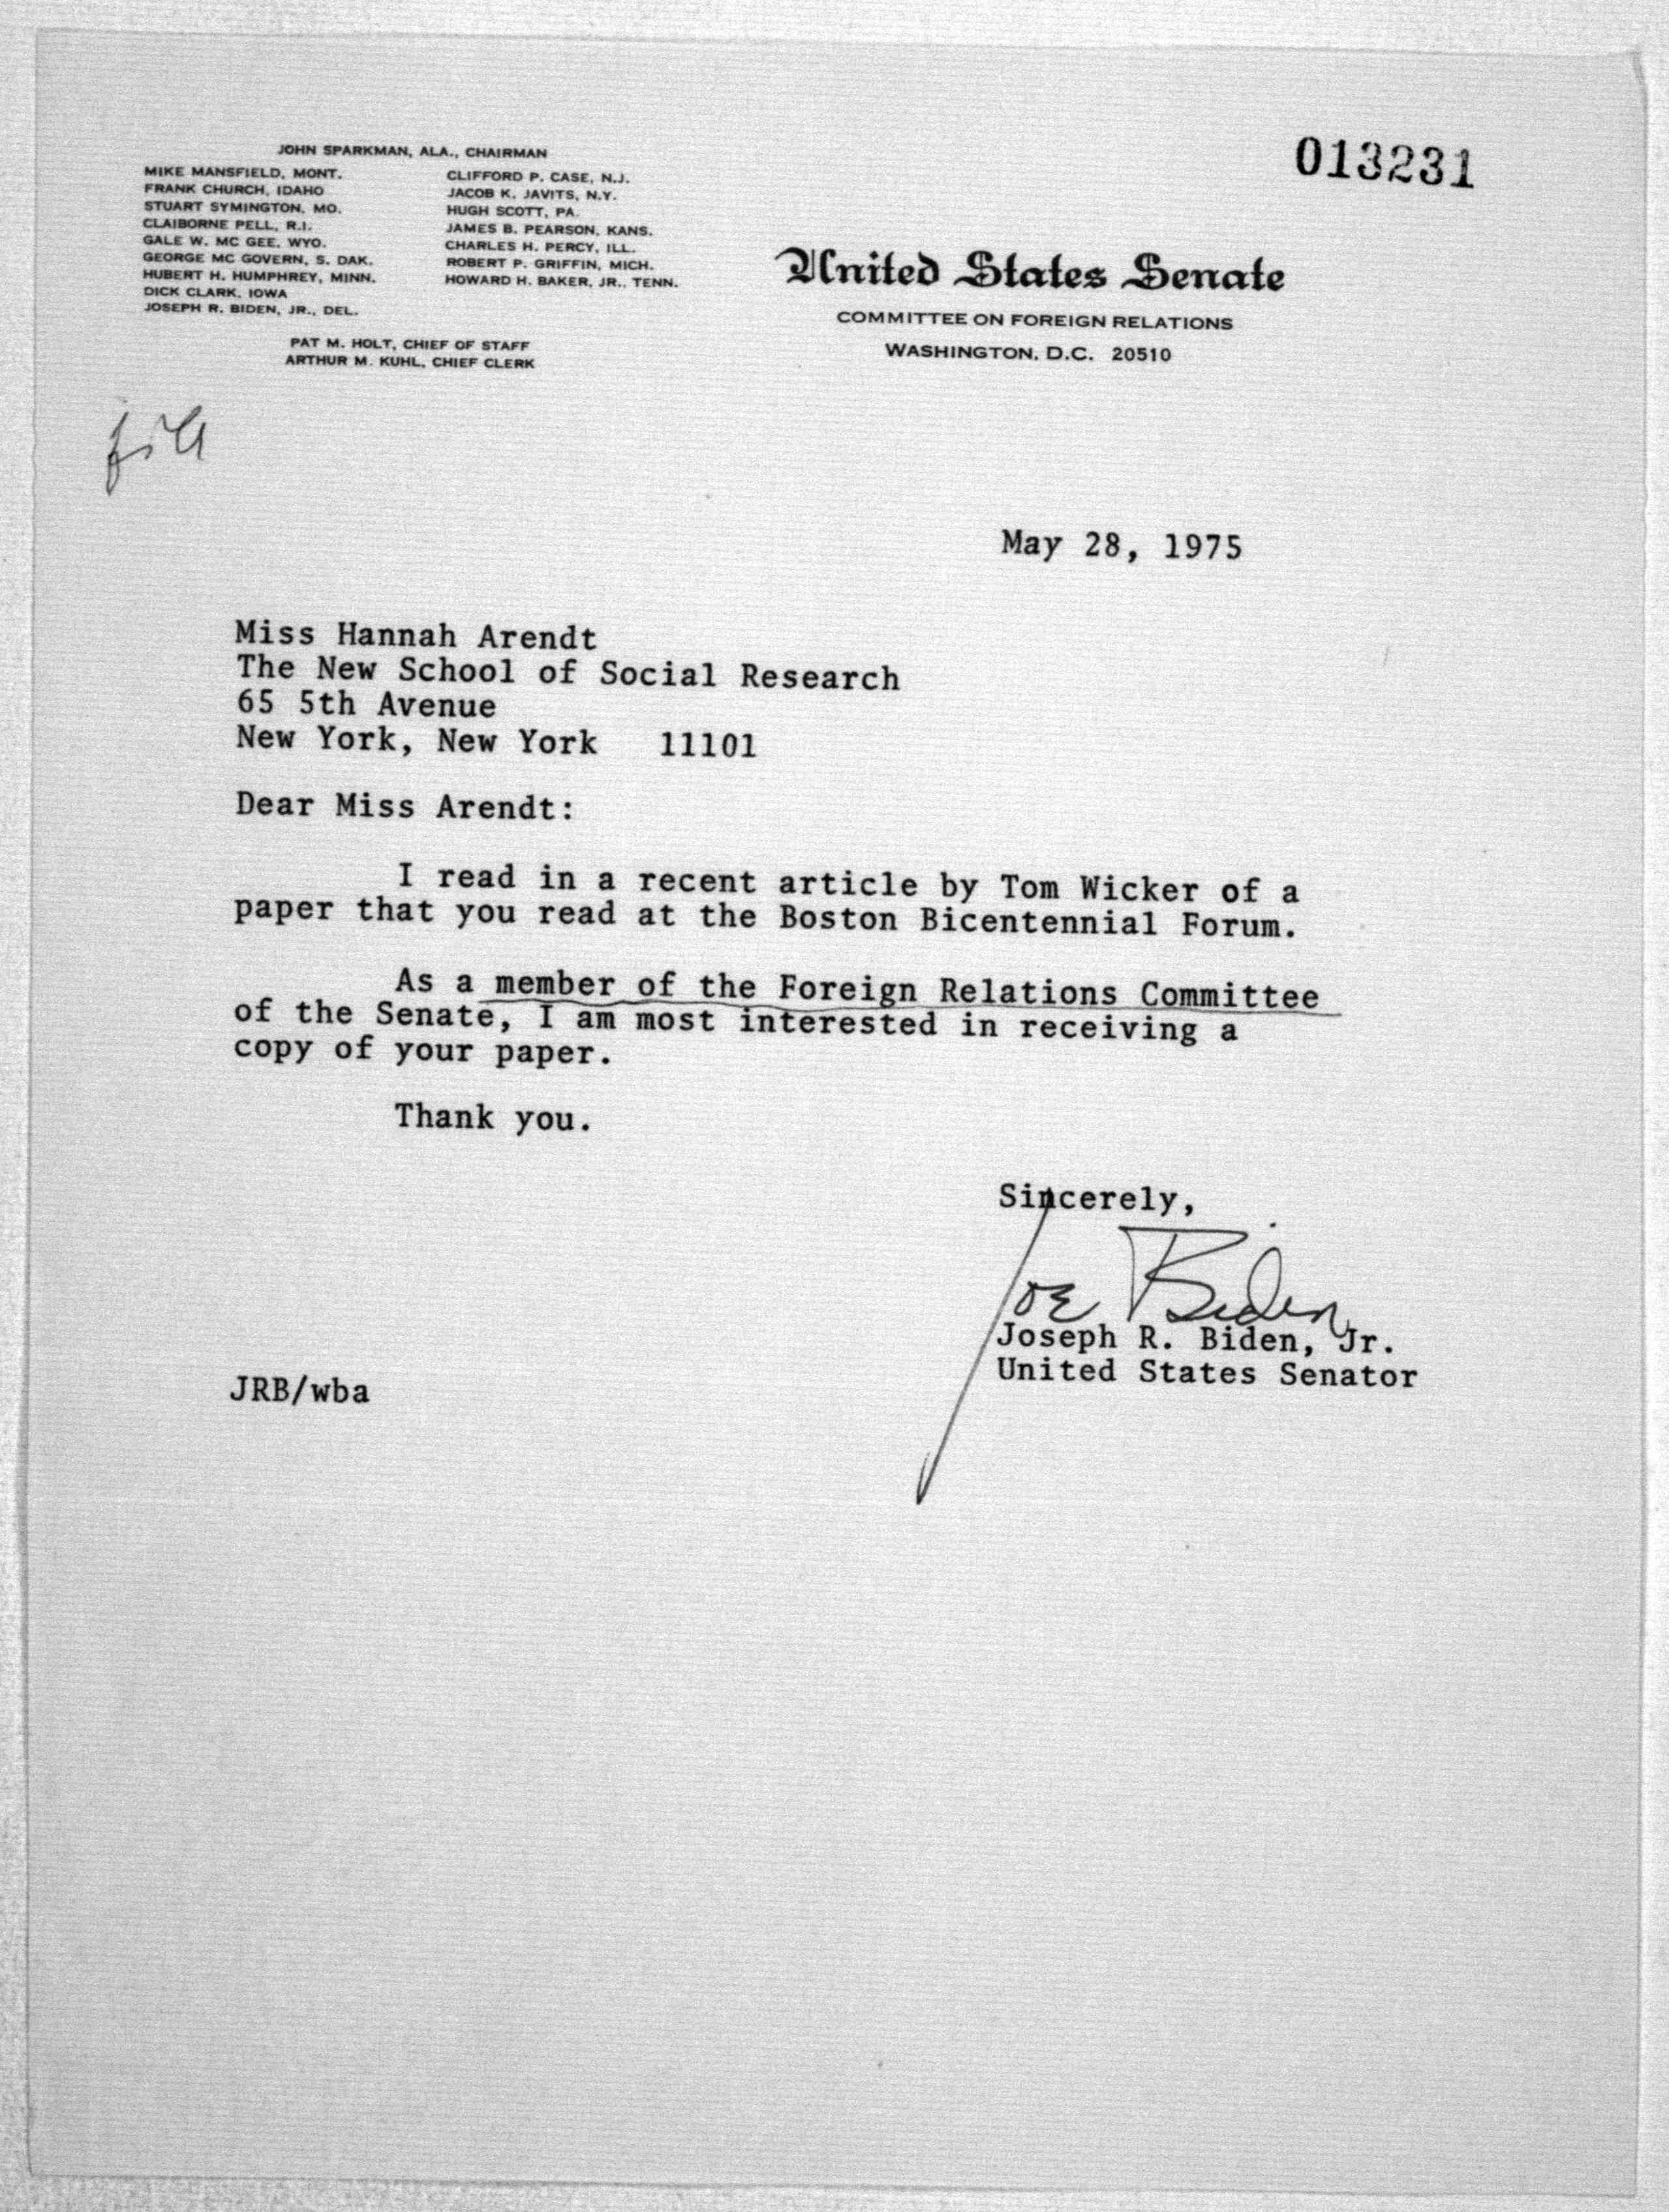 013231
JOHN SPARKMAN, ALA., CHAIRMAN
MIKE MANSFIELD, MONT.
FRANK CHURCH, IDAHO
STUART SYMINGTON, MO.
CLAIBORNE PELL, R.I.
GALE W. MC GEE, WYO.
GEORGE MC GOVERN, S. DAK.
HUBERT H. HUMPHREY, MINN.
DICK CLARK, IOWA
JOSEPH R. BIDEN, JR., DEL.
CLIFFORD P. CASE, N.J.
JACOB K. JAVITS, N.Y.
HUGH SCOTT, PA.
JAMES B. PEARSON, KANS.
CHARLES H. PERCY, ILL.
ROBERT P. GRIFFIN, MICH.
HOWARD H. BAKER, JR., TENN.
PAT M. HOLT, CHIEF OF STAFF
ARTHUR M. KUHL, CHIEF CLERK
United States Senate
COMMITTEE ON FOREIGN RELATIONS
WASHINGTON, D.C. 20510
file
May 28, 1975
Miss Hannah Arendt
The New School of Social Research
65 5th Avenue
New York, New York 11101
Dear Miss Arendt:
I read in a recent article by Tom Wicker of a
paper that you read at the Boston Bicentennial Forum.
As a member of the Foreign Relations Committee
of the Senate, I am most interested in receiving a
copy of your paper.
Thank you.
Sincerely,
Joe Biden
Joseph R. Biden, Jr.
United States Senator
JRB/wba